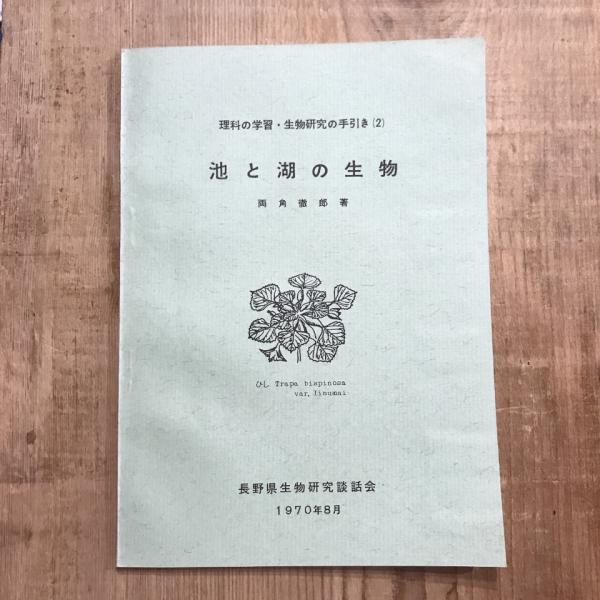 理科の学習・生物研究の手引き(2)
池と湖の生物
両角徹郎著
ひし Trapa bispinosa
var. Iinumai
長野県生物研究談話会
1970年8月